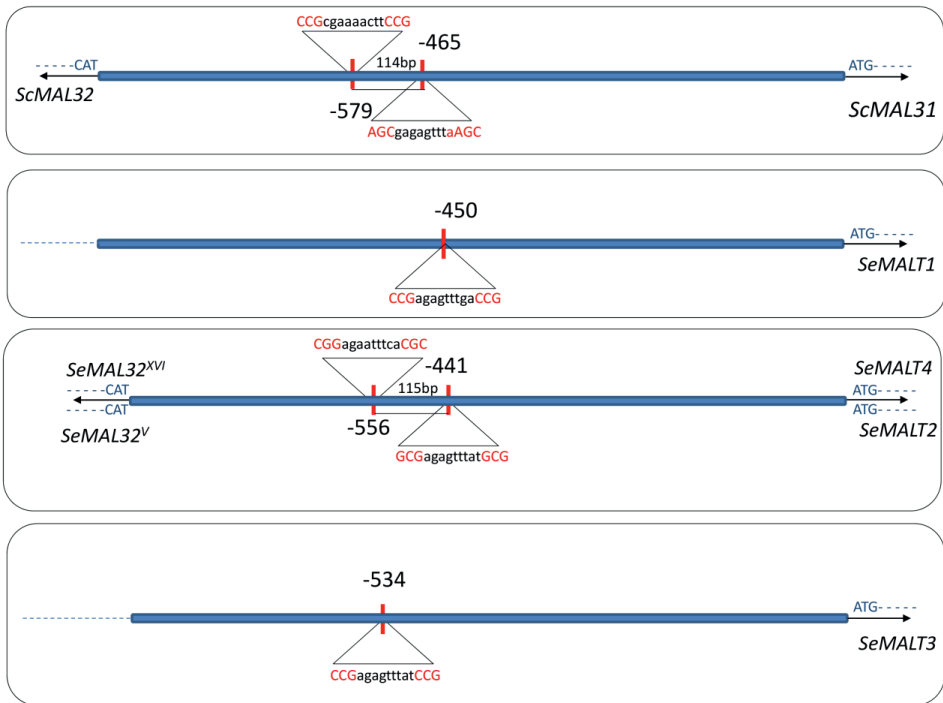 CCGcgaaaacttCCG
-465
-----CAT
114bp
ATG-----
ScMAL32
-579
ScMAL31
AGCgagagtttaAGC
-450
ATG-----
SeMALT1
CCGagagtttgaCCG
CGGagaatttcaCGC
SeMAL32XVI
-441
SeMALT4
-----CAT
115bp
ATG-----
-----CAT
ATG-----
SeMAL32V
-556
SeMALT2
GCGagagtttatGCG
-534
ATG-----
SeMALT3
CCGagagtttatCCG